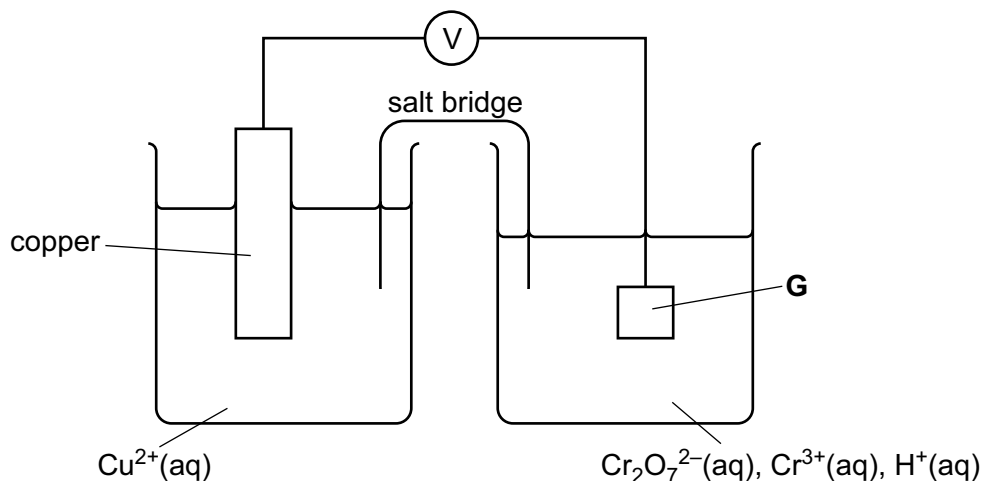 V
salt bridge
copper
G
Cu²⁺(aq)
Cr₂O₇²⁻(aq), Cr³⁺(aq), H⁺(aq)